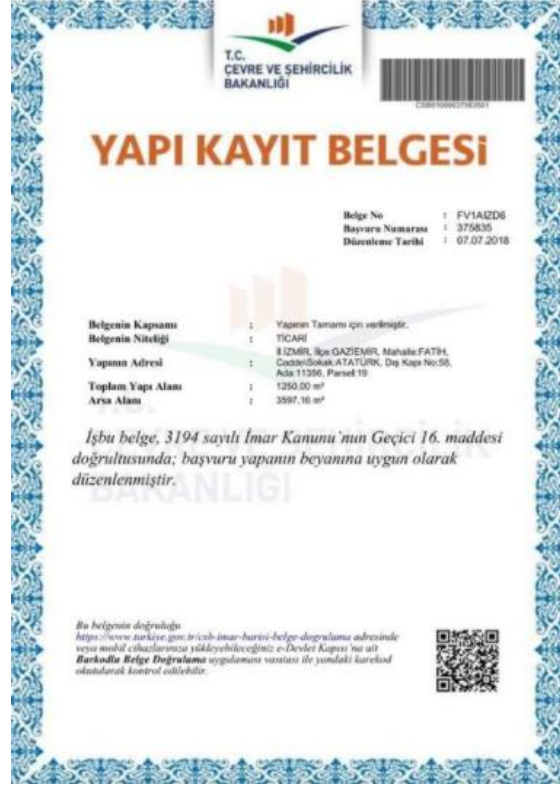 T.C.
ÇEVRE VE ŞEHİRCİLİK
BAKANLIĞI
YAPI KAYIT BELGESİ
Belge No : FV1AIZD6
Başvuru Numarası : 375835
Düzenleme Tarihi : 07.07.2018
Belgenin Kapsamı : Yapının Tamamı için verilmiştir.
Belgenin Niteliği : TİCARİ
Yapının Adresi : İl:İZMİR, İlçe:GAZİEMİR, Mahalle:FATİH,
Cadde\Sokak:ATATÜRK, Dış Kapı No:58,
Ada:11356, Parsel:19
Toplam Yapı Alanı : 1250,00 m²
Arsa Alanı : 3597,16 m²
İşbu belge, 3194 sayılı İmar Kanunu'nun Geçici 16. maddesi
doğrultusunda; başvuru yapanın beyanına uygun olarak
düzenlenmiştir.
BAKANLIĞI
Bu belgenin doğruluğu
https://www.turkiye.gov.tr/csb-imar-barisi-belge-dogrulama adresinde
veya mobil cihazlarınıza yükleyebileceğiniz e-Devlet Kapısı'na ait
Barkodlu Belge Doğrulama uygulaması vasıtası ile yandaki karekod
okutularak kontrol edilebilir.